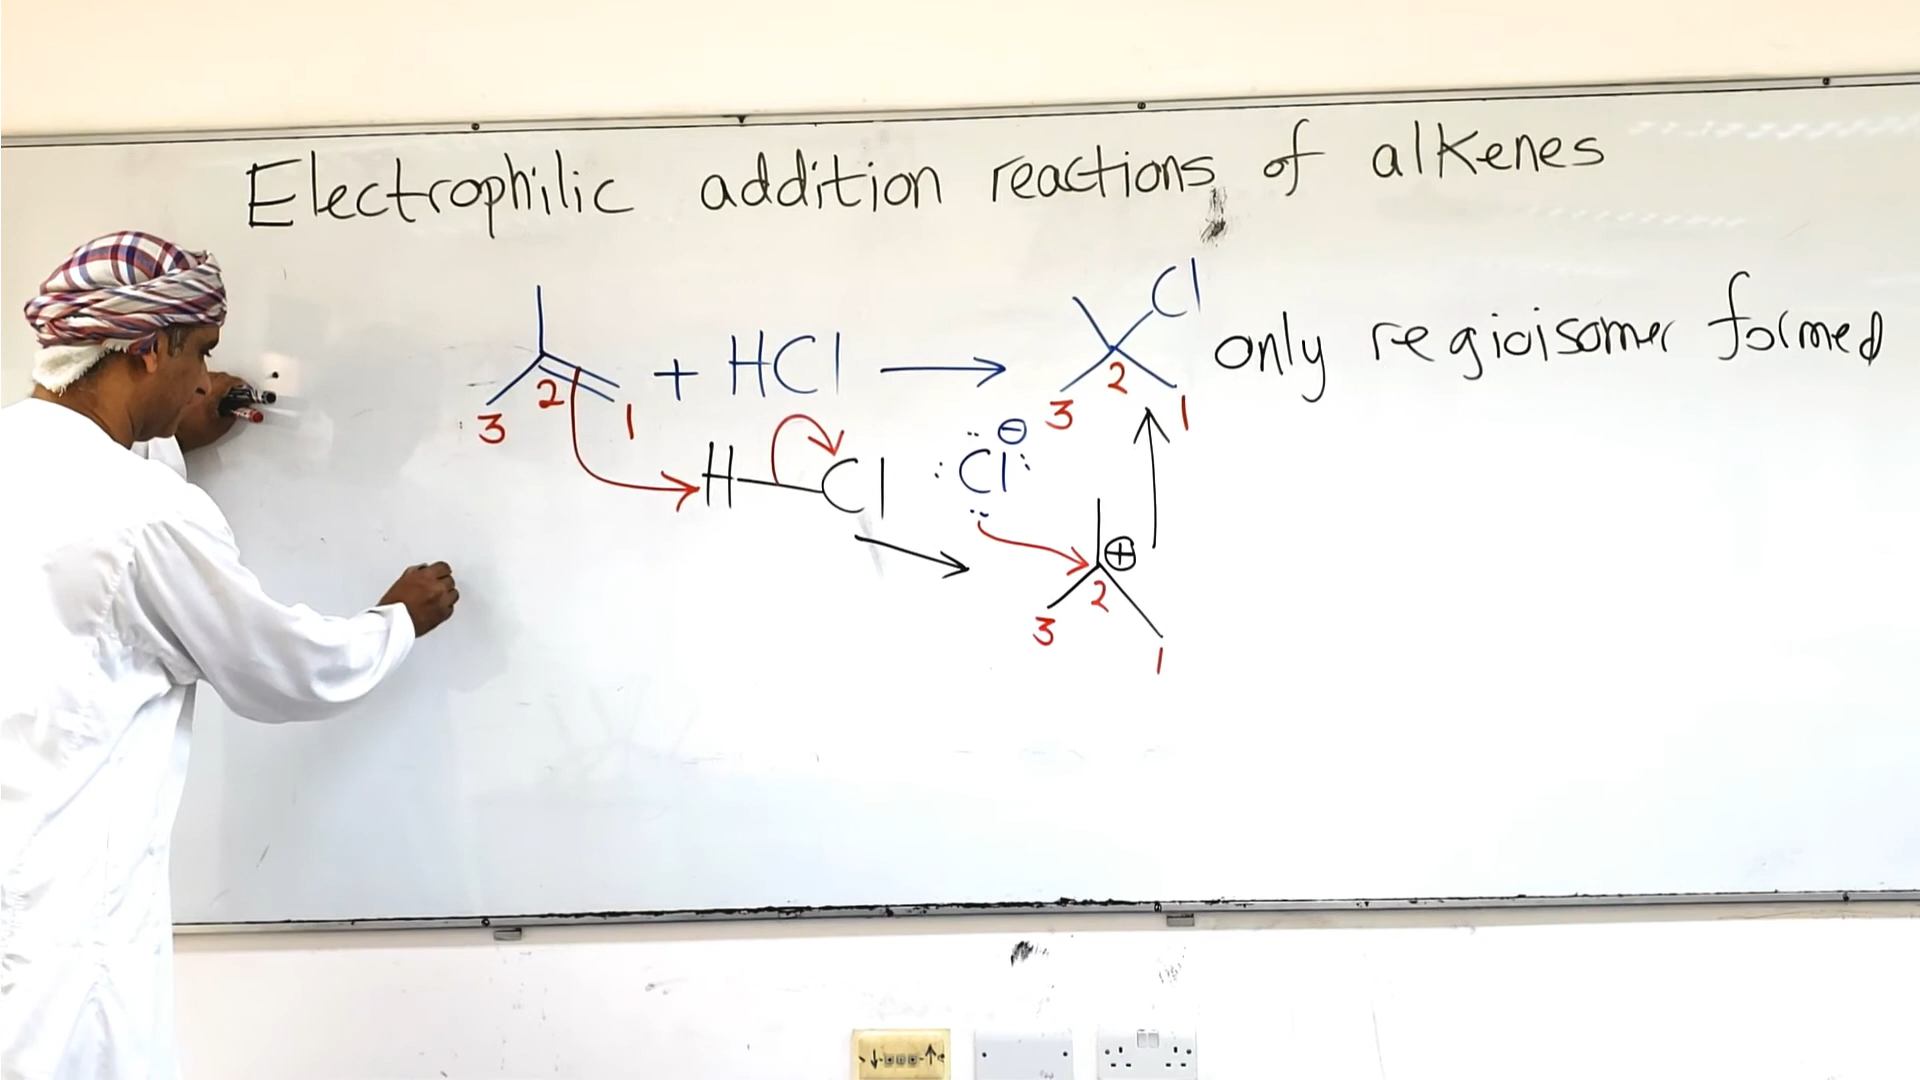 Electrophilic addition reactions of alkenes
3 2 1 + HCl → Cl 3 2 1 only regioisomer formed
H—Cl :Cl: ⊖
⊕
3 2 1